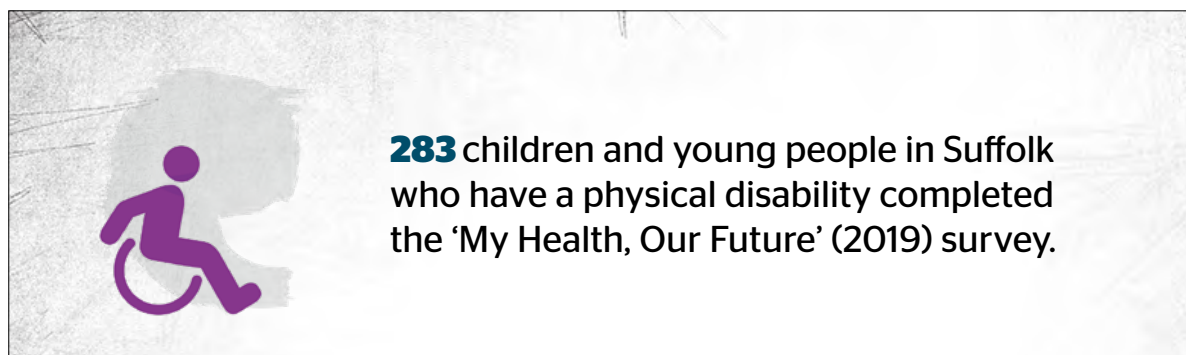 283 children and young people in Suffolk
who have a physical disability completed
the ‘My Health, Our Future’ (2019) survey.